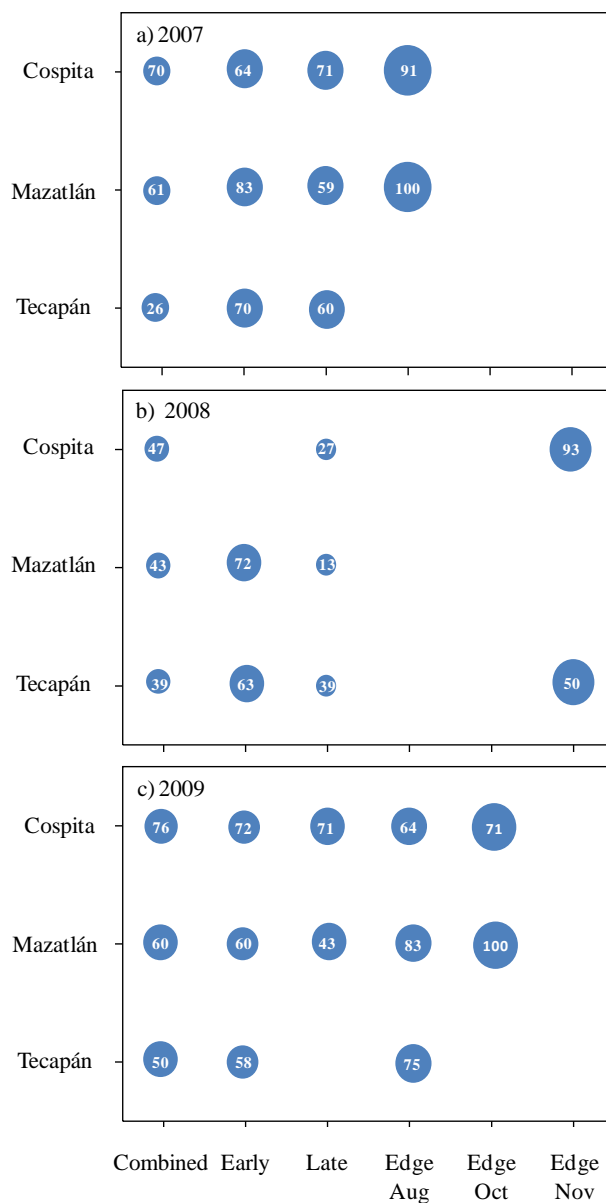 a) 2007
Cospita 70 64 71 91
Mazatlán 61 83 59 100
Tecapán 26 70 60
b) 2008
Cospita 47 27 93
Mazatlán 43 72 13
Tecapán 39 63 39 50
c) 2009
Cospita 76 72 71 64 71
Mazatlán 60 60 43 83 100
Tecapán 50 58 75
Combined Early Late Edge Edge Edge
Aug Oct Nov